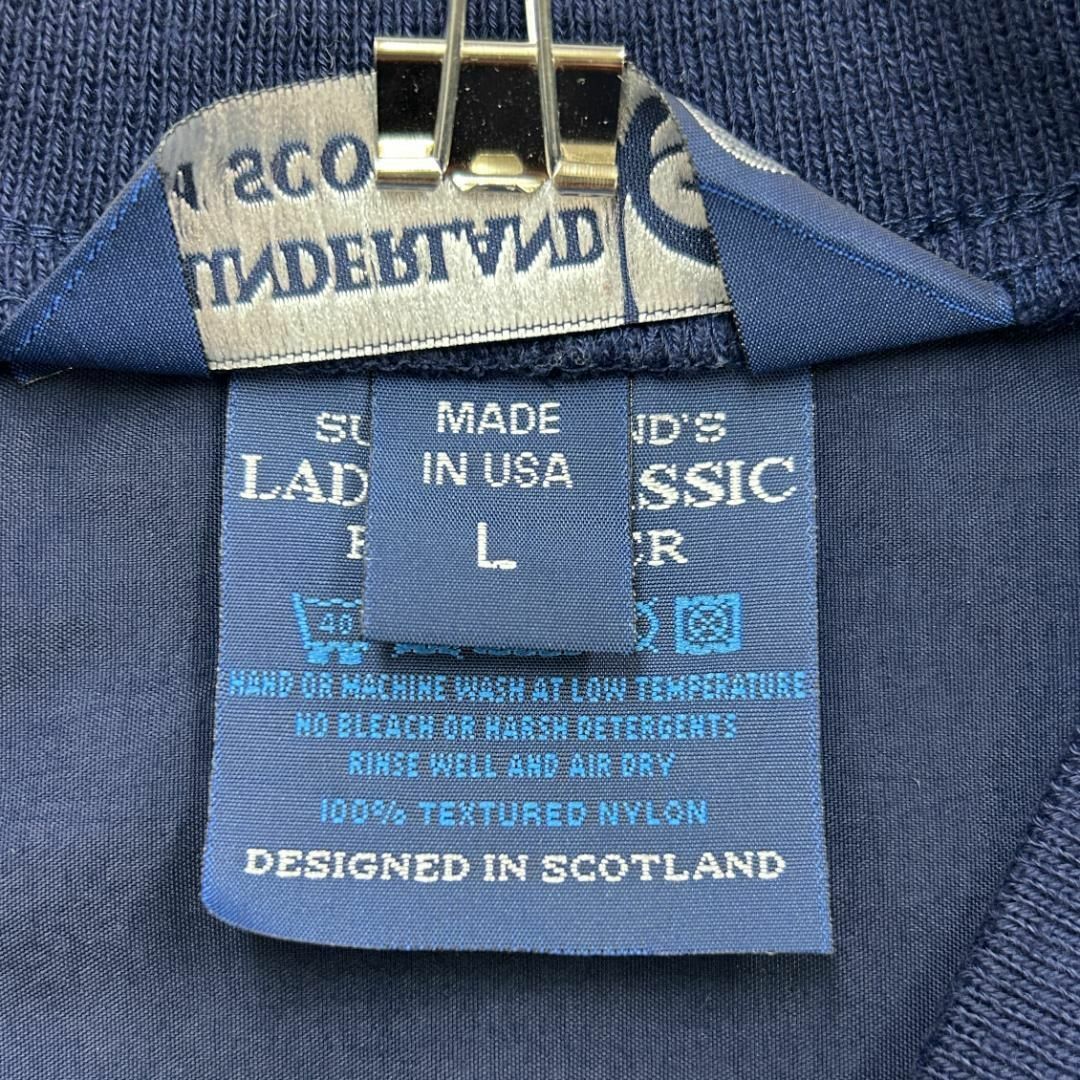 SCO
UNDERLAND
MADE
IN USA
L
SU ND'S
LAD SSIC
ER
40
HAND OR MACHINE WASH AT LOW TEMPERATURE
NO BLEACH OR HARSH DETERGENTS
RINSE WELL AND AIR DRY
100% TEXTURED NYLON
DESIGNED IN SCOTLAND